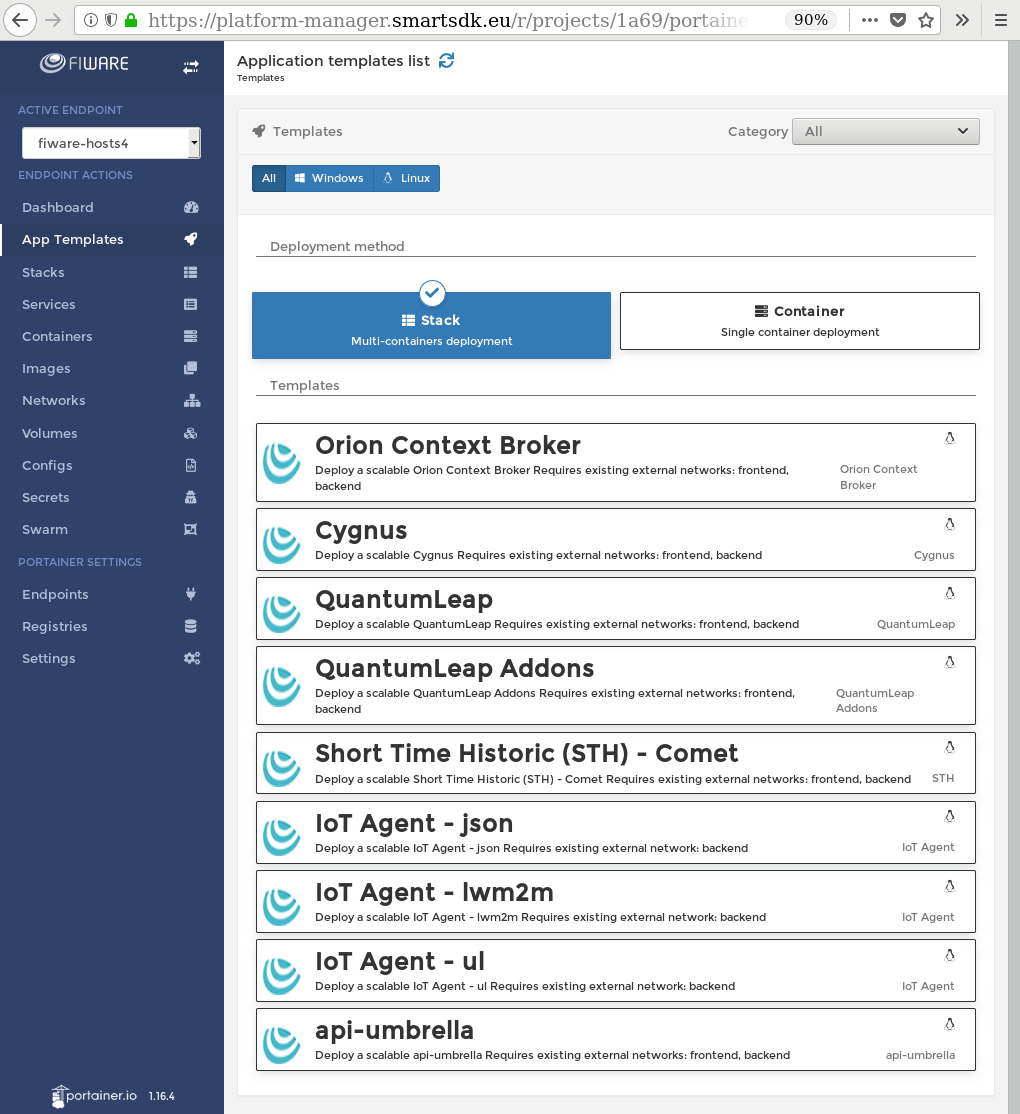 https://platform-manager.smartsdk.eu/r/projects/1a69/portaine
90%
FIWARE
Application templates list
Templates
ACTIVE ENDPOINT
fiware-hosts4
ENDPOINT ACTIONS
Dashboard
App Templates
Stacks
Services
Containers
Images
Networks
Volumes
Configs
Secrets
Swarm
PORTAINER SETTINGS
Endpoints
Registries
Settings
portainer.io 1.16.4
Templates
Category All
All Windows Linux
Deployment method
Stack
Multi-containers deployment
Container
Single container deployment
Templates
Orion Context Broker
Deploy a scalable Orion Context Broker Requires existing external networks: frontend,
backend
Orion Context
Broker
Cygnus
Deploy a scalable Cygnus Requires existing external networks: frontend, backend
Cygnus
QuantumLeap
Deploy a scalable QuantumLeap Requires existing external networks: frontend, backend
QuantumLeap
QuantumLeap Addons
Deploy a scalable QuantumLeap Addons Requires existing external networks: frontend,
backend
QuantumLeap
Addons
Short Time Historic (STH) - Comet
Deploy a scalable Short Time Historic (STH) - Comet Requires existing external networks: frontend, backend
STH
IoT Agent - json
Deploy a scalable IoT Agent - json Requires existing external network: backend
IoT Agent
IoT Agent - lwm2m
Deploy a scalable IoT Agent - lwm2m Requires existing external network: backend
IoT Agent
IoT Agent - ul
Deploy a scalable IoT Agent - ul Requires existing external network: backend
IoT Agent
api-umbrella
Deploy a scalable api-umbrella Requires existing external networks: frontend, backend
api-umbrella